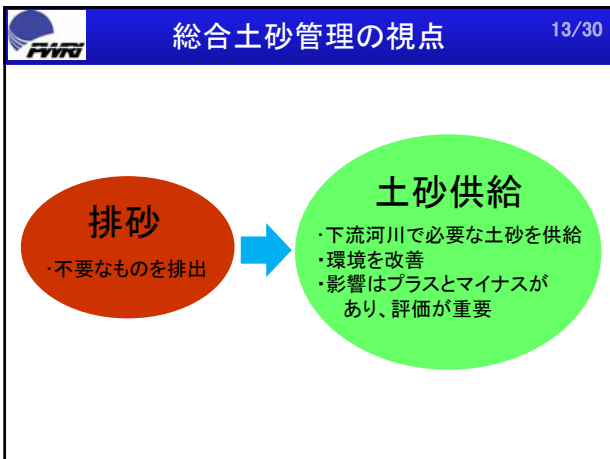 PWRI
総合土砂管理の視点
13/30
排砂
・不要なものを排出
土砂供給
・下流河川で必要な土砂を供給
・環境を改善
・影響はプラスとマイナスが
あり、評価が重要